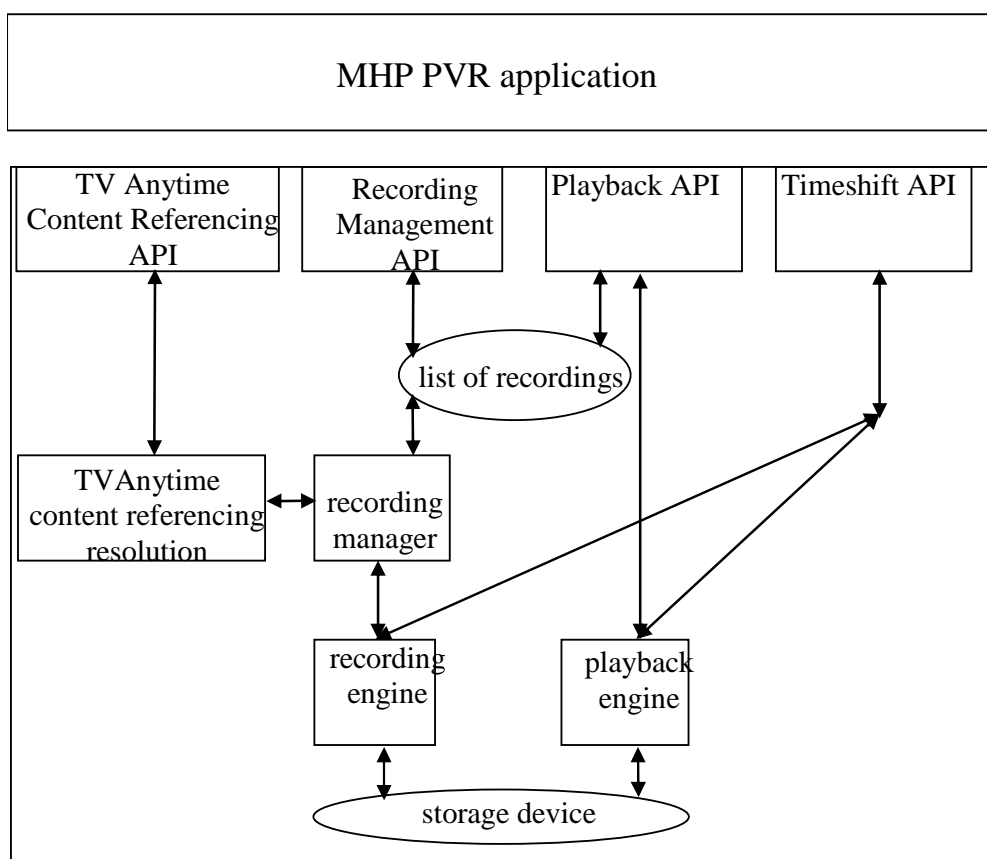 MHP PVR application
TV Anytime
Content Referencing
API
Recording
Management
API
Playback API
Timeshift API
list of recordings
TVAnytime
content referencing
resolution
recording
manager
recording
engine
playback
engine
storage device